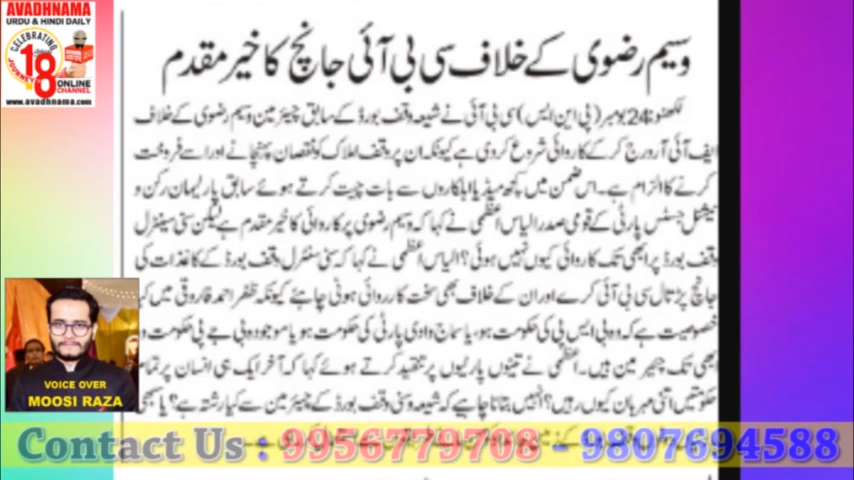 AVADHNAMA
URDU & HINDI DAILY
CELEBRATING
18
JOURNEY
ONLINE
CHANNEL
www.avadhnama.com
وسیم رضوی کے خلاف سی بی آئی جانچ کا خیر مقدم
لکھنؤ:24 نومبر (پی این ایس) سی بی آئی نے شیعہ وقف بورڈ کے سابق چیئر مین وسیم رضوی کے خلاف
ایف آئی آر درج کر کے کاروائی شروع کر دی ہے کیونکہ ان پر وقف املاک کو نقصان پہنچانے اور اسے فروخت
کرنے کا الزام ہے۔ اس ضمن میں کچھ میڈیا اہلکاروں سے بات چیت کرتے ہوئے سابق پارلیمان رکن و
نیشنل جسٹس پارٹی کے قومی صدر الیاس اعظمی نے کہا کہ وسیم رضوی پر کاروائی کا خیر مقدم ہے لیکن سنی سینٹرل
وقف بورڈ پر ابھی تک کاروائی کیوں نہیں ہوئی؟ الیاس اعظمی نے کہا کہ سنی سنٹرل وقف بورڈ کے کاغذات کی
جانچ پڑتال سی بی آئی کرے اور ان کے خلاف بھی سخت کارروائی ہونی چاہئے کیونکہ ظفر احمد فاروقی میں کیا
خصوصیت ہے کہ وہ بی ایس پی کی حکومت ہو، یا سماج وادی پارٹی کی حکومت ہو یا موجودہ بی جے پی حکومت و
ابھی تک چیئر مین ہیں۔ اعظمی نے تینوں پارٹیوں پر تنقید کرتے ہوئے کہا کہ آخر ایک ہی انسان پر تمام
حکومتیں اتنی مہربان کیوں رہیں؟ انہیں بتانا چاہیے کہ شیعہ و سنی وقف بورڈ کے چیئرمین سے کیا رشتہ ہے؟ یا سبھی
VOICE OVER
MOOSI RAZA
Contact Us : 9956779708 - 9807694588